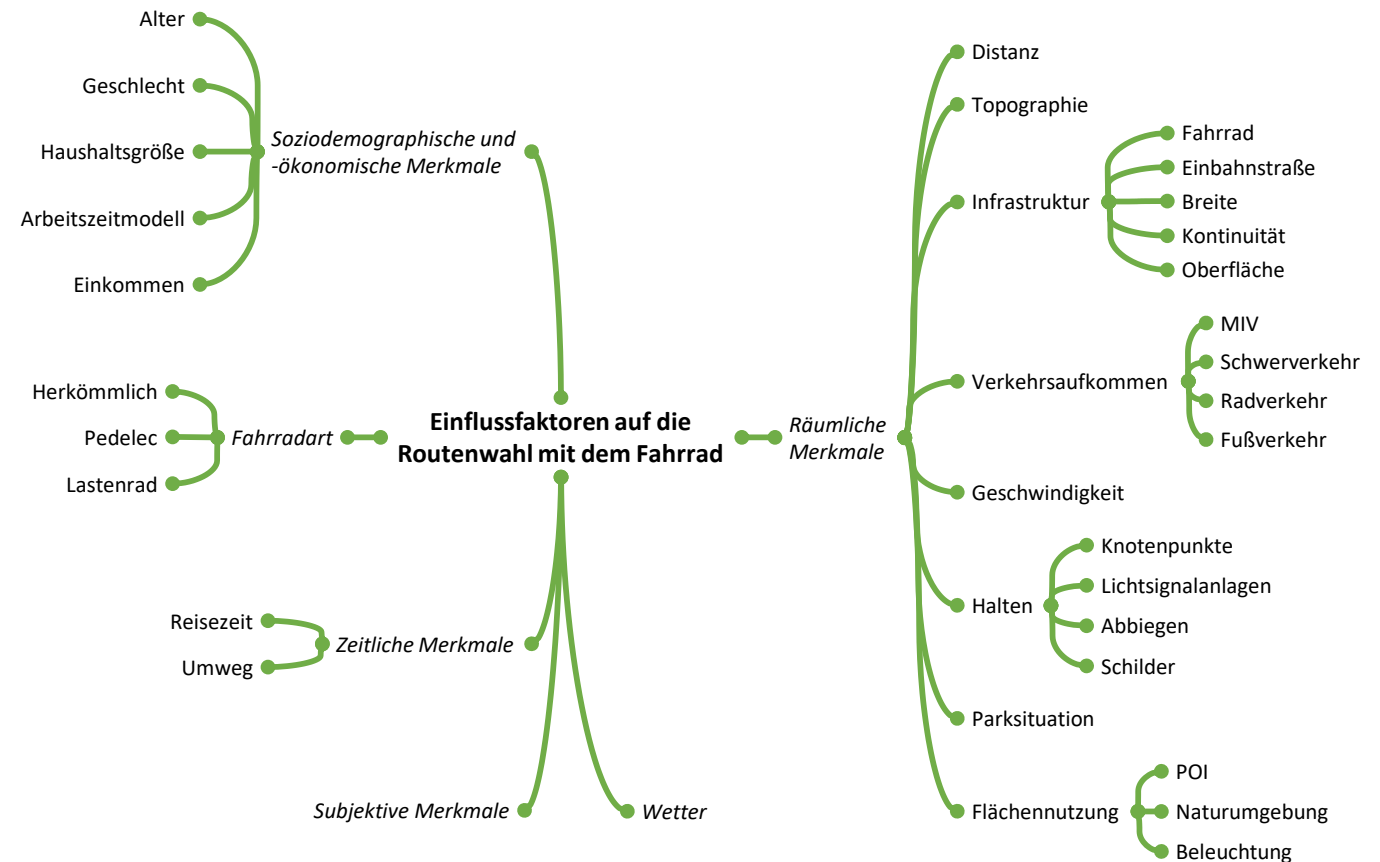 Einflussfaktoren auf die
Routenwahl mit dem Fahrrad
Soziodemographische und
-ökonomische Merkmale
Alter
Geschlecht
Haushaltsgröße
Arbeitszeitmodell
Einkommen
Fahrradart
Herkömmlich
Pedelec
Lastenrad
Zeitliche Merkmale
Reisezeit
Umweg
Subjektive Merkmale
Wetter
Räumliche
Merkmale
Distanz
Topographie
Infrastruktur
Fahrrad
Einbahnstraße
Breite
Kontinuität
Oberfläche
Verkehrsaufkommen
MIV
Schwerverkehr
Radverkehr
Fußverkehr
Geschwindigkeit
Halten
Knotenpunkte
Lichtsignalanlagen
Abbiegen
Schilder
Parksituation
Flächennutzung
POI
Naturumgebung
Beleuchtung